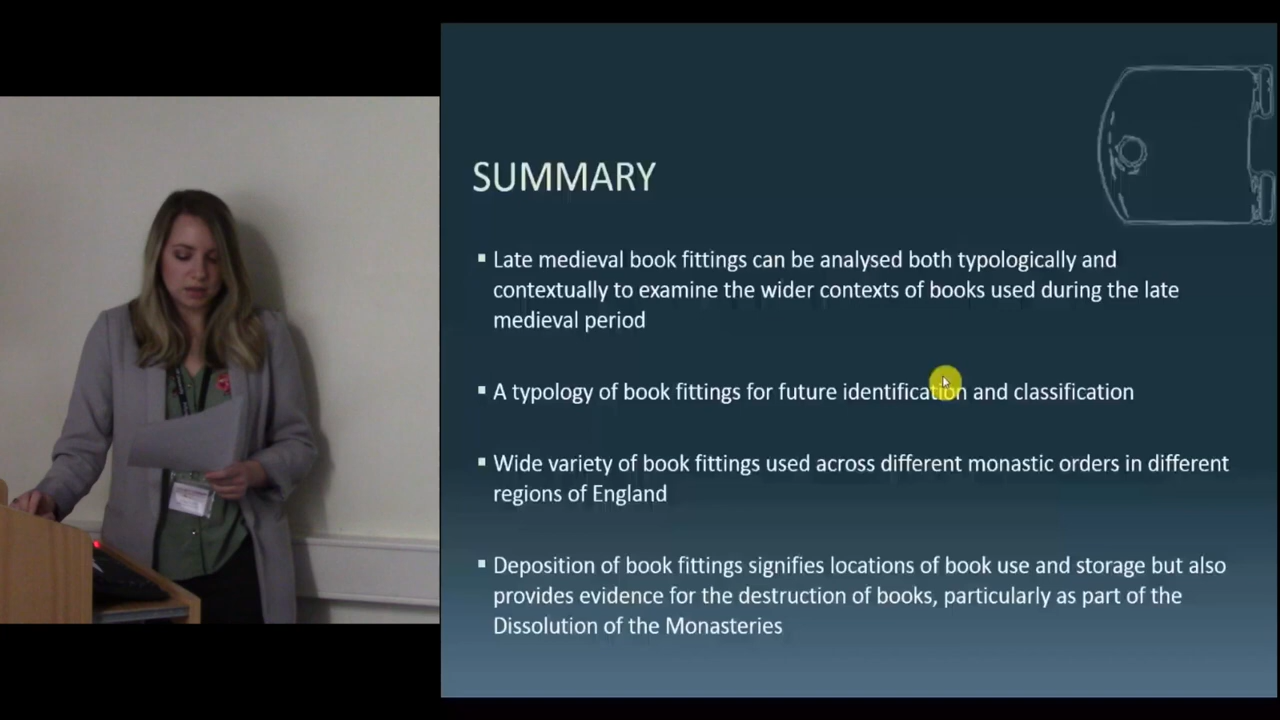 SUMMARY
▪ Late medieval book fittings can be analysed both typologically and
contextually to examine the wider contexts of books used during the late
medieval period
▪ A typology of book fittings for future identification and classification
▪ Wide variety of book fittings used across different monastic orders in different
regions of England
▪ Deposition of book fittings signifies locations of book use and storage but also
provides evidence for the destruction of books, particularly as part of the
Dissolution of the Monasteries